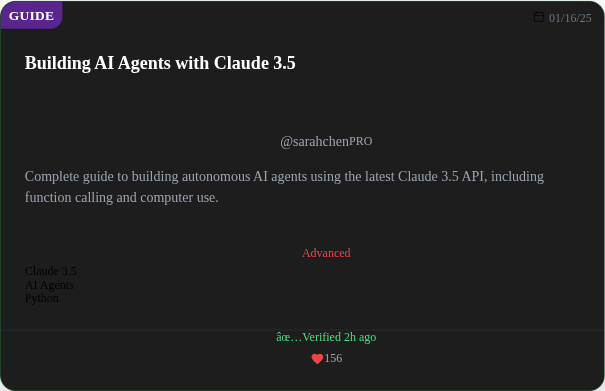 GUIDE
01/16/25
Building AI Agents with Claude 3.5
@sarahchenPRO
Complete guide to building autonomous AI agents using the latest Claude 3.5 API, including
function calling and computer use.
Advanced
Claude 3.5
AI Agents
Python
âœ…Verified 2h ago
156